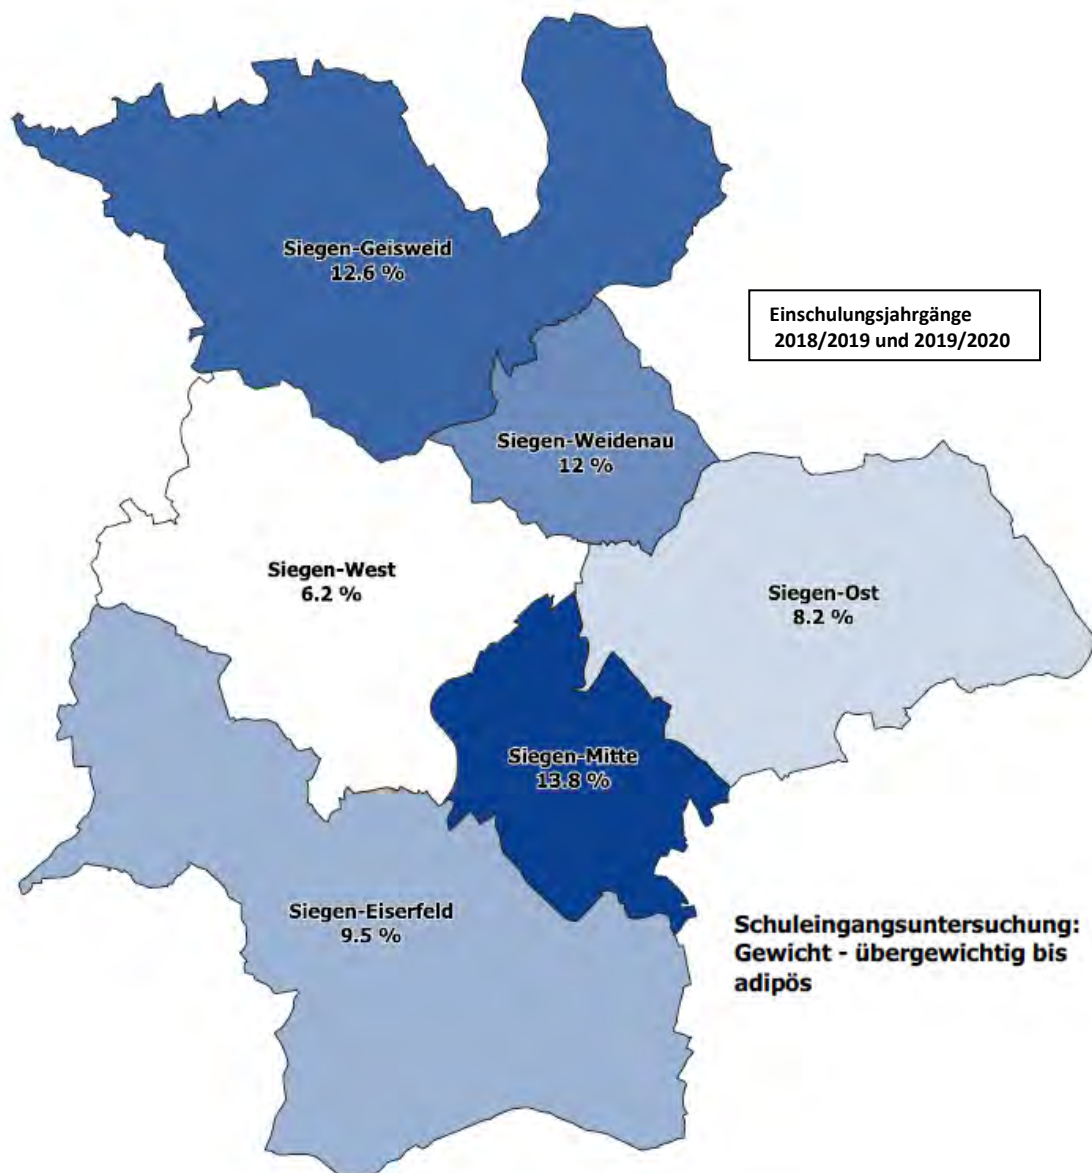 Siegen-Geisweid
12.6 %
Einschulungsjahrgänge
2018/2019 und 2019/2020
Siegen-Weidenau
12 %
Siegen-West
6.2 %
Siegen-Ost
8.2 %
Siegen-Mitte
13.8 %
Siegen-Eiserfeld
9.5 %
Schuleingangsuntersuchung:
Gewicht - übergewichtig bis
adipös